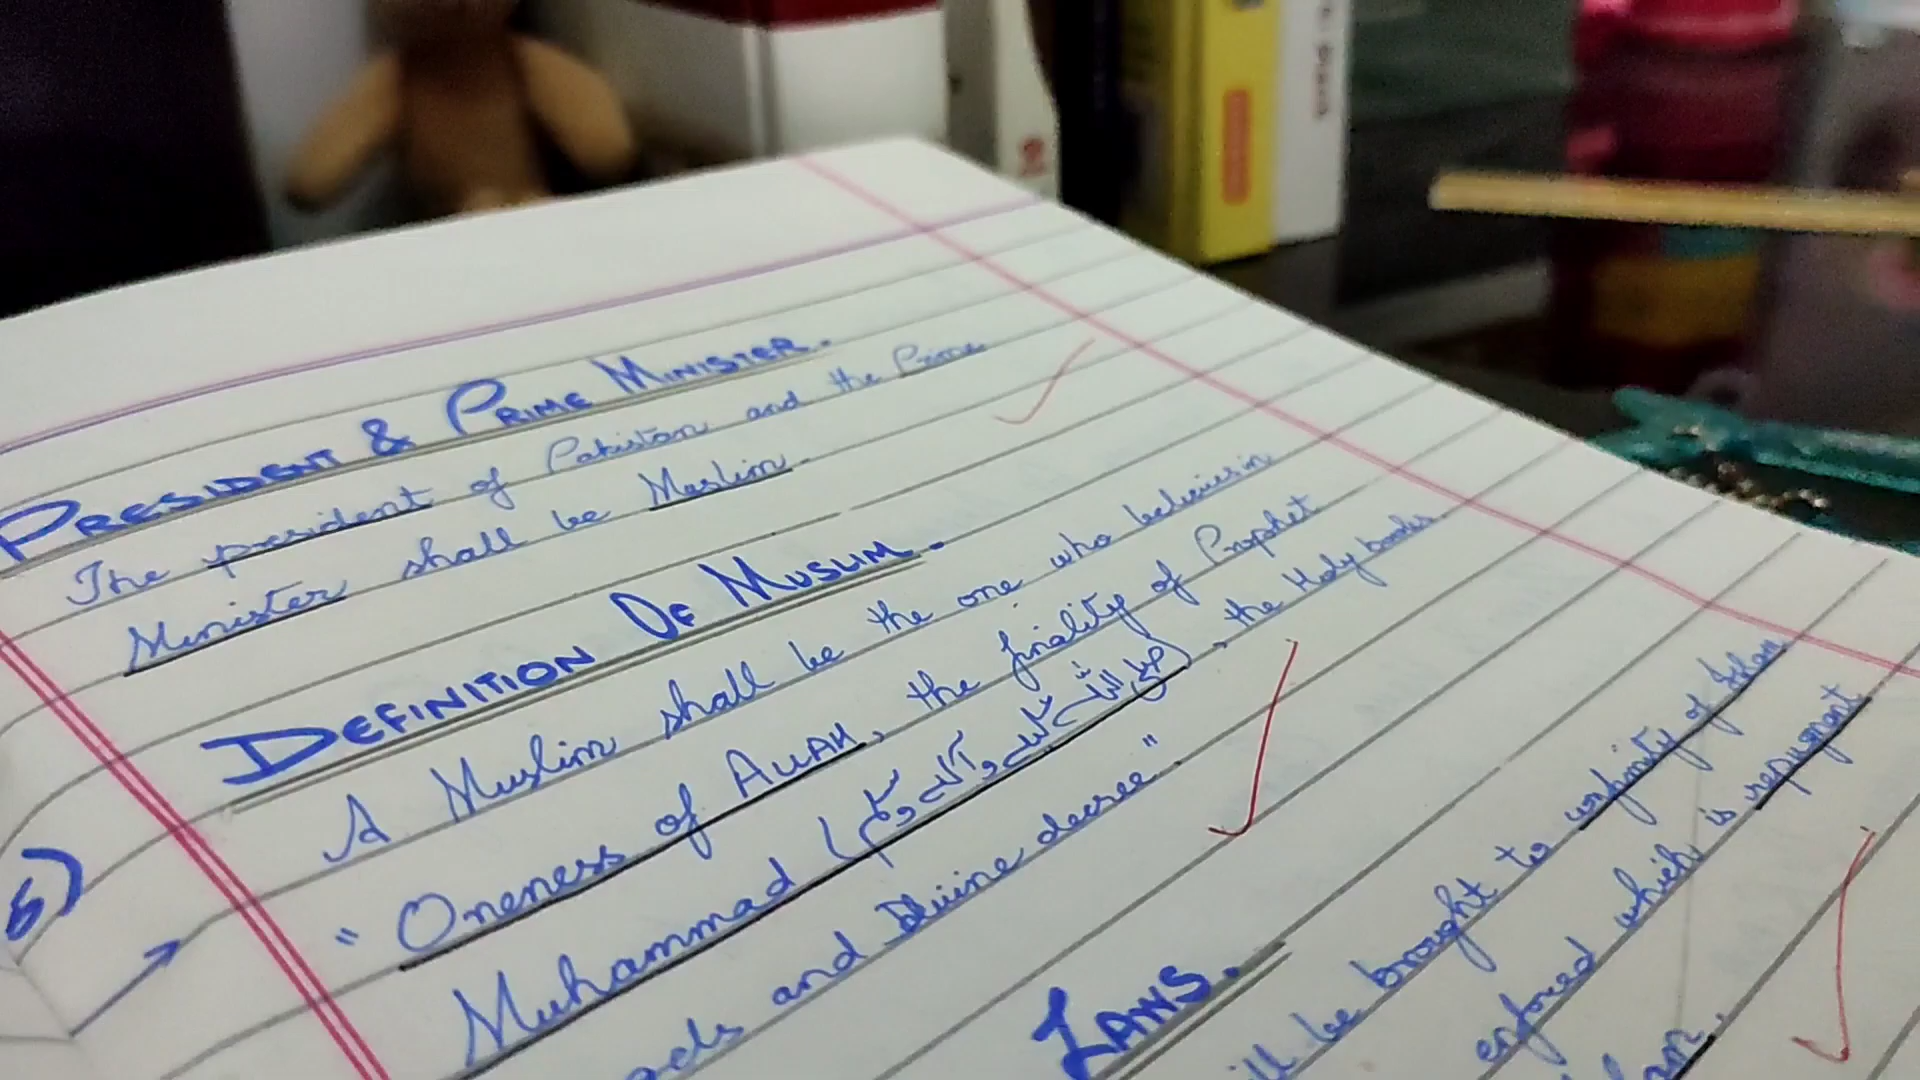 PRESIDENT & PRIME MINISTER.
The president of Pakistan and the Prime
Minister shall be Muslim.
DEFINITION OF MUSLIM.
A Muslim shall be the one who believes in
"Oneness of ALLAH, the finality of Prophet
Muhammad (صلى الله عليه وآله وسلم), the Holy books
and Divine decree".
5)
LAWS.
be brought to conformity of Islam
enforced which is repugnant